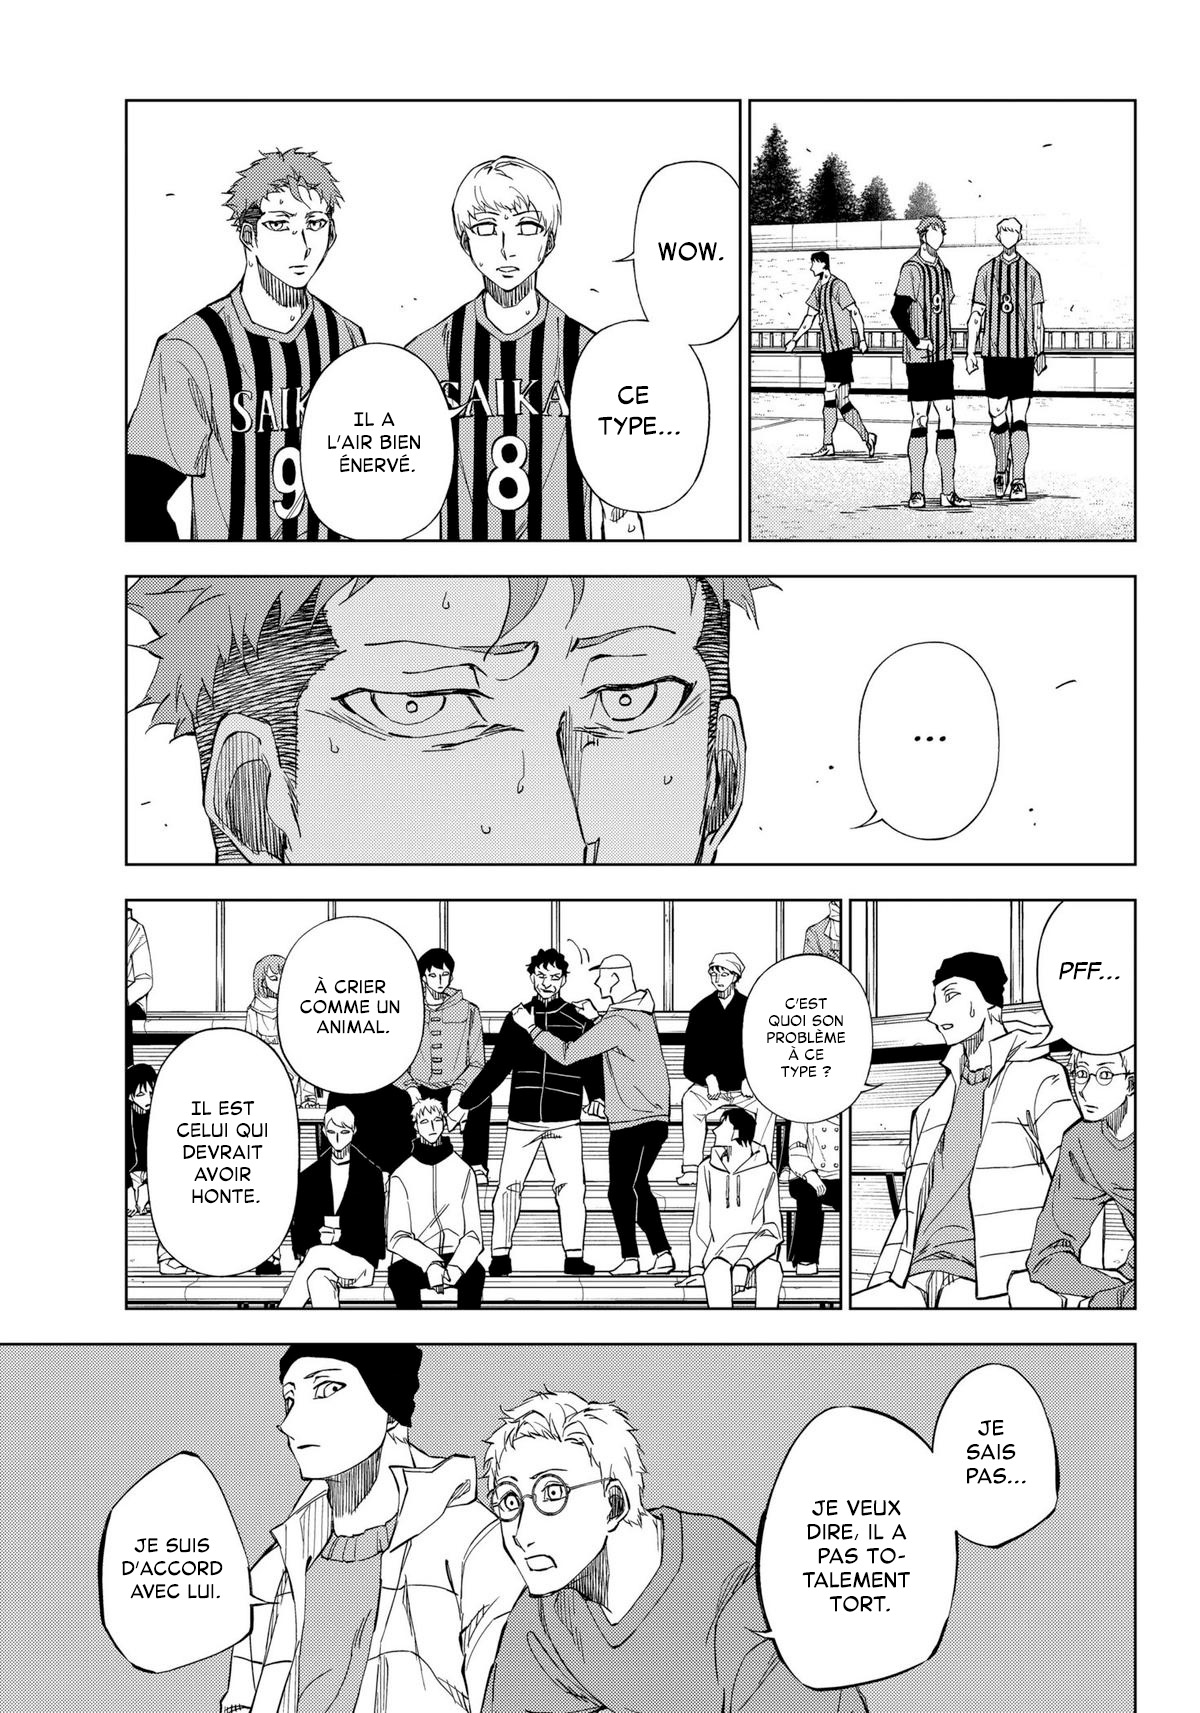 9
8
WOW.
CE
TYPE...
IL A
L'AIR BIEN
ÉNERVÉ.
SAIKA
9
SAIKA
8
...
PFF...
C'EST
QUOI SON
PROBLÈME
À CE
TYPE ?
À CRIER
COMME UN
ANIMAL.
IL EST
CELUI QUI
DEVRAIT
AVOIR
HONTE.
JE
SAIS
PAS...
JE VEUX
DIRE, IL A
PAS TO-
TALEMENT
TORT.
JE SUIS
D'ACCORD
AVEC LUI.